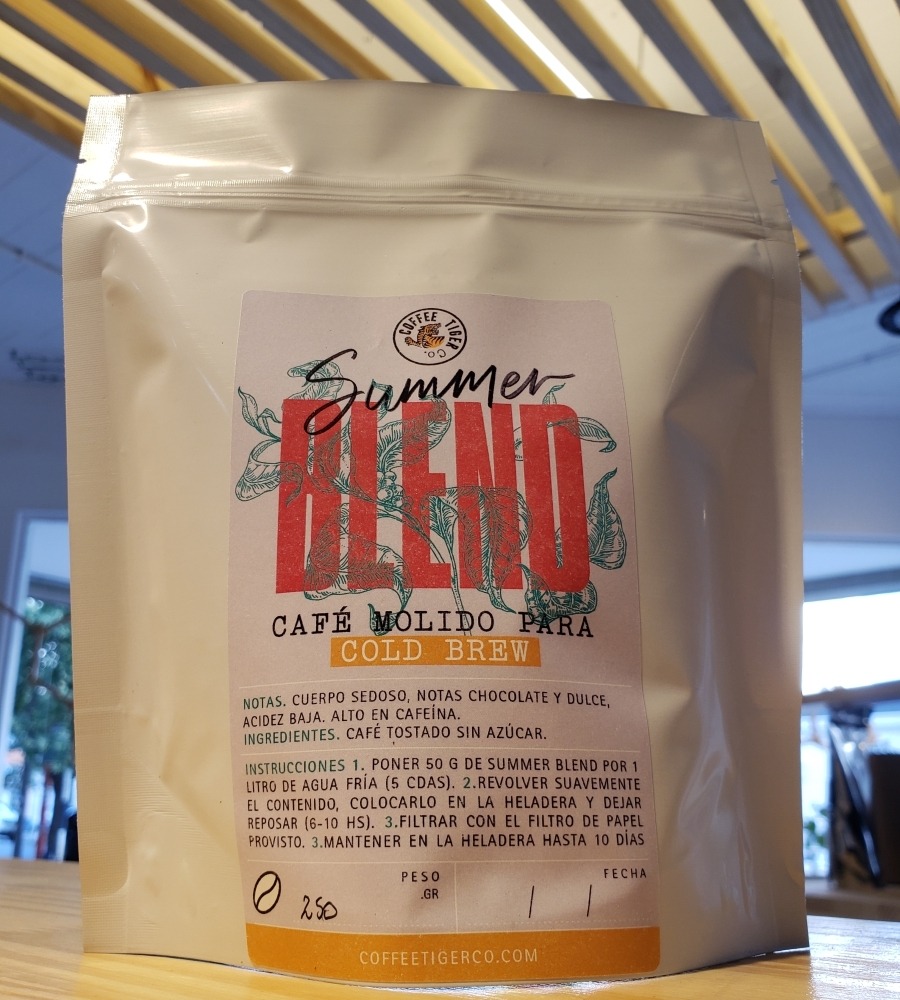 COFFEE TIGER
Co.
Summer
BLEND
CAFÉ MOLIDO PARA
COLD BREW
NOTAS. CUERPO SEDOSO, NOTAS CHOCOLATE Y DULCE,
ACIDEZ BAJA. ALTO EN CAFEÍNA.
INGREDIENTES. CAFÉ TOSTADO SIN AZÚCAR.
INSTRUCCIONES 1. PONER 50 G DE SUMMER BLEND POR 1
LITRO DE AGUA FRÍA (5 CDAS). 2.REVOLVER SUAVEMENTE
EL CONTENIDO, COLOCARLO EN LA HELADERA Y DEJAR
REPOSAR (6-10 HS). 3.FILTRAR CON EL FILTRO DE PAPEL
PROVISTO. 3.MANTENER EN LA HELADERA HASTA 10 DÍAS
PESO
250 .GR
FECHA
/ /
COFFEETIGERCO.COM